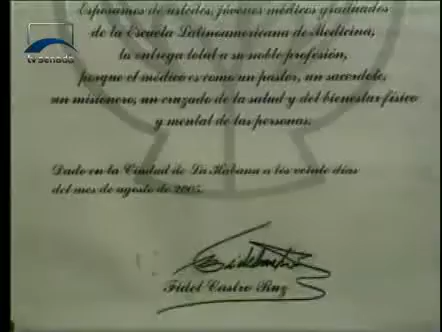 tv senado
Esperamos de ustedes, jóvenes médicos graduados
de la Escuela Latinoamericana de Medicina,
la entrega total a su noble profesión,
porque el médico es como un pastor, un sacerdote,
un misionero, un cruzado de la salud y del bienestar físico
y mental de las personas.
Dado en la Ciudad de La Habana a los veinte días
del mes de agosto de 2005.
Fidel Castro Ruz